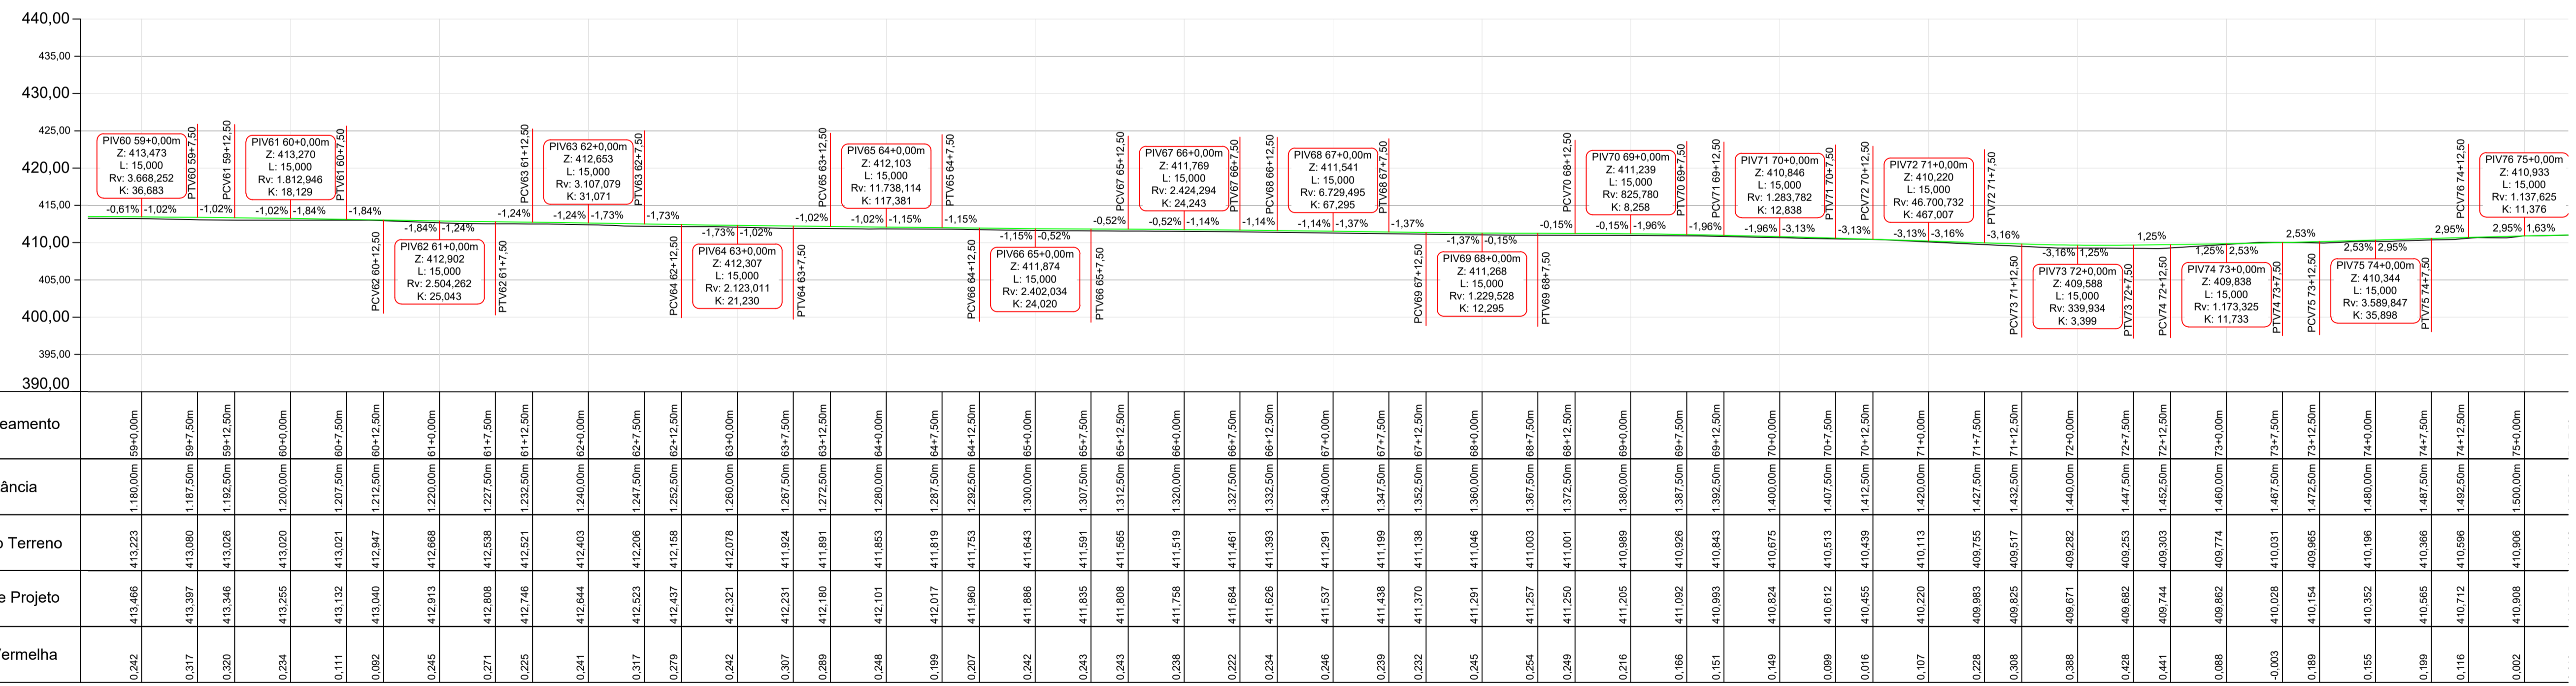 440,00
435,00
430,00
425,00
420,00
415,00
410,00
405,00
400,00
395,00
390,00
PIV60 59+0,00m
Z: 413,473
L: 15,000
Rv: 3.668,252
K: 36,683
-0,61% -1,02%
PTV60 59+7,50
-1,02%
PCV61 59+12,50
PIV61 60+0,00m
Z: 413,270
L: 15,000
Rv: 1.812,946
K: 18,129
-1,02% -1,84%
PTV61 60+7,50
-1,84%
PCV62 60+12,50
-1,84% -1,24%
PIV62 61+0,00m
Z: 412,902
L: 15,000
Rv: 2.504,262
K: 25,043
PTV62 61+7,50
-1,24%
PCV63 61+12,50
PIV63 62+0,00m
Z: 412,653
L: 15,000
Rv: 3.107,079
K: 31,071
-1,24% -1,73%
PTV63 62+7,50
-1,73%
PCV64 62+12,50
-1,73% -1,02%
PIV64 63+0,00m
Z: 412,307
L: 15,000
Rv: 2.123,011
K: 21,230
PTV64 63+7,50
-1,02%
PCV65 63+12,50
PIV65 64+0,00m
Z: 412,103
L: 15,000
Rv: 11.738,114
K: 117,381
-1,02% -1,15%
PTV65 64+7,50
-1,15%
PCV66 64+12,50
-1,15% -0,52%
PIV66 65+0,00m
Z: 411,874
L: 15,000
Rv: 2.402,034
K: 24,020
PTV66 65+7,50
-0,52%
PCV67 65+12,50
PIV67 66+0,00m
Z: 411,769
L: 15,000
Rv: 2.424,294
K: 24,243
-0,52% -1,14%
PTV67 66+7,50
-1,14%
PCV68 66+12,50
PIV68 67+0,00m
Z: 411,541
L: 15,000
Rv: 6.729,495
K: 67,295
-1,14% -1,37%
PTV68 67+7,50
-1,37%
PCV69 67+12,50
-1,37% -0,15%
PIV69 68+0,00m
Z: 411,268
L: 15,000
Rv: 1.229,528
K: 12,295
PTV69 68+7,50
-0,15%
PCV70 68+12,50
PIV70 69+0,00m
Z: 411,239
L: 15,000
Rv: 825,780
K: 8,258
-0,15% -1,96%
PTV70 69+7,50
-1,96%
PCV71 69+12,50
PIV71 70+0,00m
Z: 410,846
L: 15,000
Rv: 1.283,782
K: 12,838
-1,96% -3,13%
PTV71 70+7,50
-3,13%
PCV72 70+12,50
PIV72 71+0,00m
Z: 410,220
L: 15,000
Rv: 46.700,732
K: 467,007
-3,13% -3,16%
PTV72 71+7,50
-3,16%
PCV73 71+12,50
-3,16% 1,25%
PIV73 72+0,00m
Z: 409,588
L: 15,000
Rv: 339,934
K: 3,399
PTV73 72+7,50
1,25%
PCV74 72+12,50
1,25% 2,53%
PIV74 73+0,00m
Z: 409,838
L: 15,000
Rv: 1.173,325
K: 11,733
PTV74 73+7,50
2,53%
PCV75 73+12,50
2,53% 2,95%
PIV75 74+0,00m
Z: 410,344
L: 15,000
Rv: 3.589,847
K: 35,898
PTV75 74+7,50
2,95%
PCV76 74+12,50
PIV76 75+0,00m
Z: 410,933
L: 15,000
Rv: 1.137,625
K: 11,376
2,95% 1,63%
eamento 59+0,00m 59+7,50m 59+12,50m 60+0,00m 60+7,50m 60+12,50m 61+0,00m 61+7,50m 61+12,50m 62+0,00m 62+7,50m 62+12,50m 63+0,00m 63+7,50m 63+12,50m 64+0,00m 64+7,50m 64+12,50m 65+0,00m 65+7,50m 65+12,50m 66+0,00m 66+7,50m 66+12,50m 67+0,00m 67+7,50m 67+12,50m 68+0,00m 68+7,50m 68+12,50m 69+0,00m 69+7,50m 69+12,50m 70+0,00m 70+7,50m 70+12,50m 71+0,00m 71+7,50m 71+12,50m 72+0,00m 72+7,50m 72+12,50m 73+0,00m 73+7,50m 73+12,50m 74+0,00m 74+7,50m 74+12,50m 75+0,00m
ância 1.180,000m 1.187,500m 1.192,500m 1.200,000m 1.207,500m 1.212,500m 1.220,000m 1.227,500m 1.232,500m 1.240,000m 1.247,500m 1.252,500m 1.260,000m 1.267,500m 1.272,500m 1.280,000m 1.287,500m 1.292,500m 1.300,000m 1.307,500m 1.312,500m 1.320,000m 1.327,500m 1.332,500m 1.340,000m 1.347,500m 1.352,500m 1.360,000m 1.367,500m 1.372,500m 1.380,000m 1.387,500m 1.392,500m 1.400,000m 1.407,500m 1.412,500m 1.420,000m 1.427,500m 1.432,500m 1.440,000m 1.447,500m 1.452,500m 1.460,000m 1.467,500m 1.472,500m 1.480,000m 1.487,500m 1.492,500m 1.500,000m
o Terreno 413,223 413,080 413,026 413,020 413,021 412,947 412,668 412,538 412,521 412,403 412,206 412,158 412,078 411,924 411,891 411,853 411,819 411,753 411,643 411,591 411,565 411,519 411,461 411,393 411,291 411,199 411,138 411,046 411,003 411,001 410,989 410,926 410,843 410,675 410,513 410,439 410,113 409,755 409,517 409,282 409,253 409,303 409,774 410,031 409,965 410,196 410,366 410,596 410,906
e Projeto 413,466 413,397 413,346 413,255 413,132 413,040 412,913 412,808 412,746 412,644 412,523 412,437 412,321 412,231 412,180 412,101 412,017 411,960 411,886 411,835 411,808 411,758 411,684 411,626 411,537 411,438 411,370 411,291 411,257 411,250 411,205 411,092 410,993 410,824 410,612 410,455 410,220 409,983 409,825 409,671 409,682 409,744 409,862 410,028 410,154 410,352 410,565 410,712 410,908
ermelha 0,242 0,317 0,320 0,234 0,111 0,092 0,245 0,271 0,225 0,241 0,317 0,279 0,242 0,307 0,289 0,248 0,199 0,207 0,242 0,243 0,243 0,238 0,222 0,234 0,246 0,239 0,232 0,245 0,254 0,249 0,216 0,166 0,151 0,149 0,099 0,016 0,107 0,228 0,308 0,388 0,428 0,441 0,088 -0,003 0,189 0,155 0,199 0,116 0,002